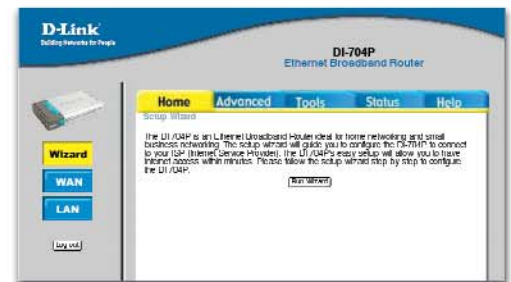 D-Link
Building Networks for People
DI-704P
Ethernet Broadband Router
Home Advanced Tools Status Help
Setup Wizard
The DI-704P is an Ethernet Broadband Router ideal for home networking and small
business networking. The setup wizard will guide you to configure the DI-704P to connect
to your ISP (Internet Service Provider). The DI-704P's easy setup will allow you to have
Internet access within minutes. Please follow the setup wizard step by step to configure
the DI-704P.
Run Wizard
Wizard
WAN
LAN
Log out